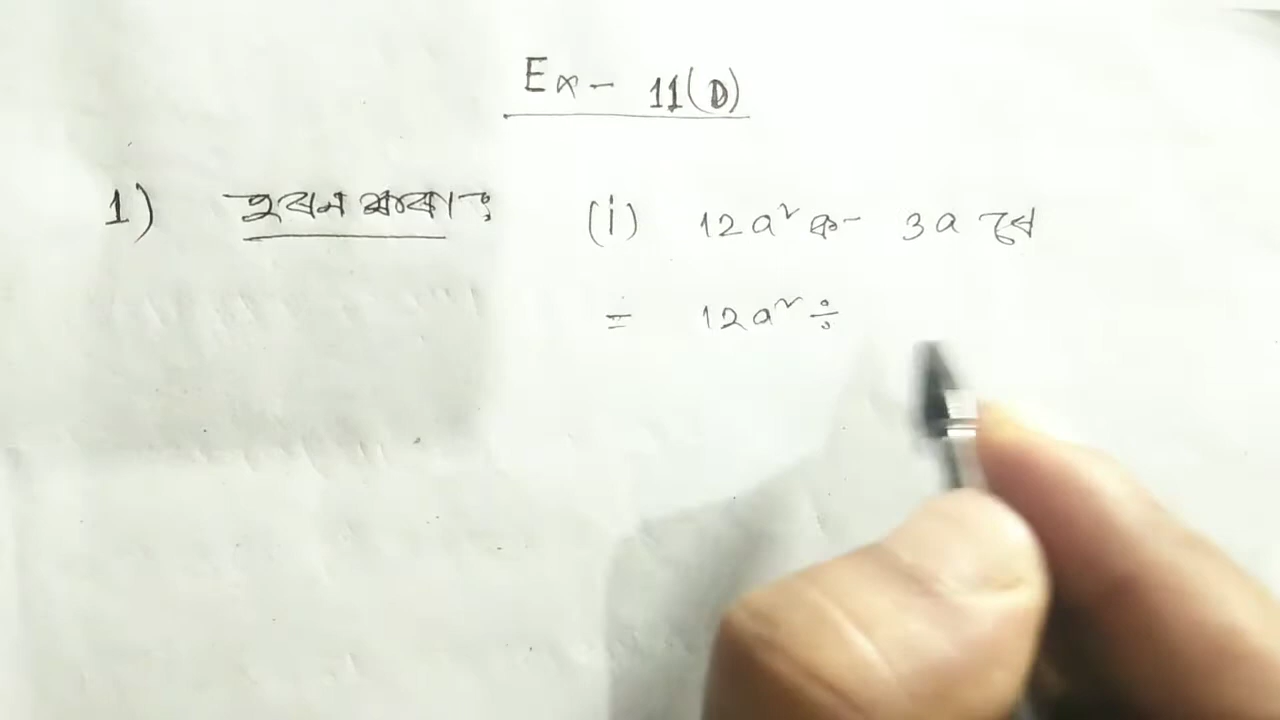 Ex - 11(D)
1) হৰণ কৰা ঃ (i) 12a² ক 3a ৰে
= 12a² ÷